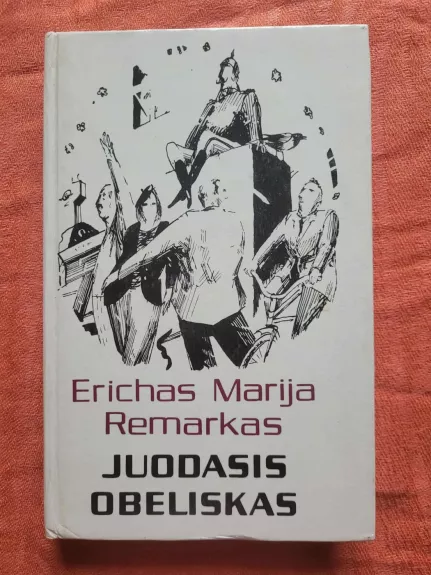 Erichas Marija
Remarkas
JUODASIS
OBELISKAS